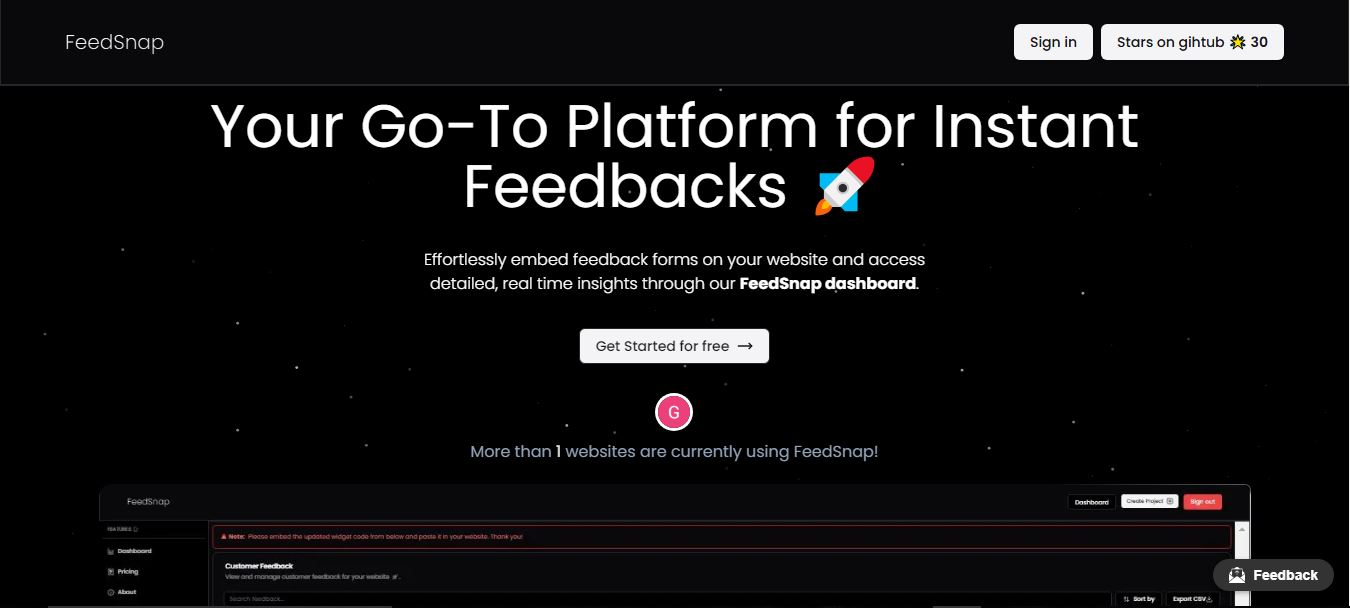 FeedSnap
Sign in
Stars on gihtub 🌟 30
Your Go-To Platform for Instant
Feedbacks 🚀
Effortlessly embed feedback forms on your website and access
detailed, real time insights through our FeedSnap dashboard.
Get Started for free →
G
More than 1 websites are currently using FeedSnap!
FeedSnap
Dashboard
Create Project
Sign out
FEATURES
Note: Please embed the updated widget code from below and paste it in your website. Thank you!
Dashboard
Customer Feedback
Pricing
View and manage customer feedback for your website
About
Search feedback...
Sort by
Export CSV
Feedback